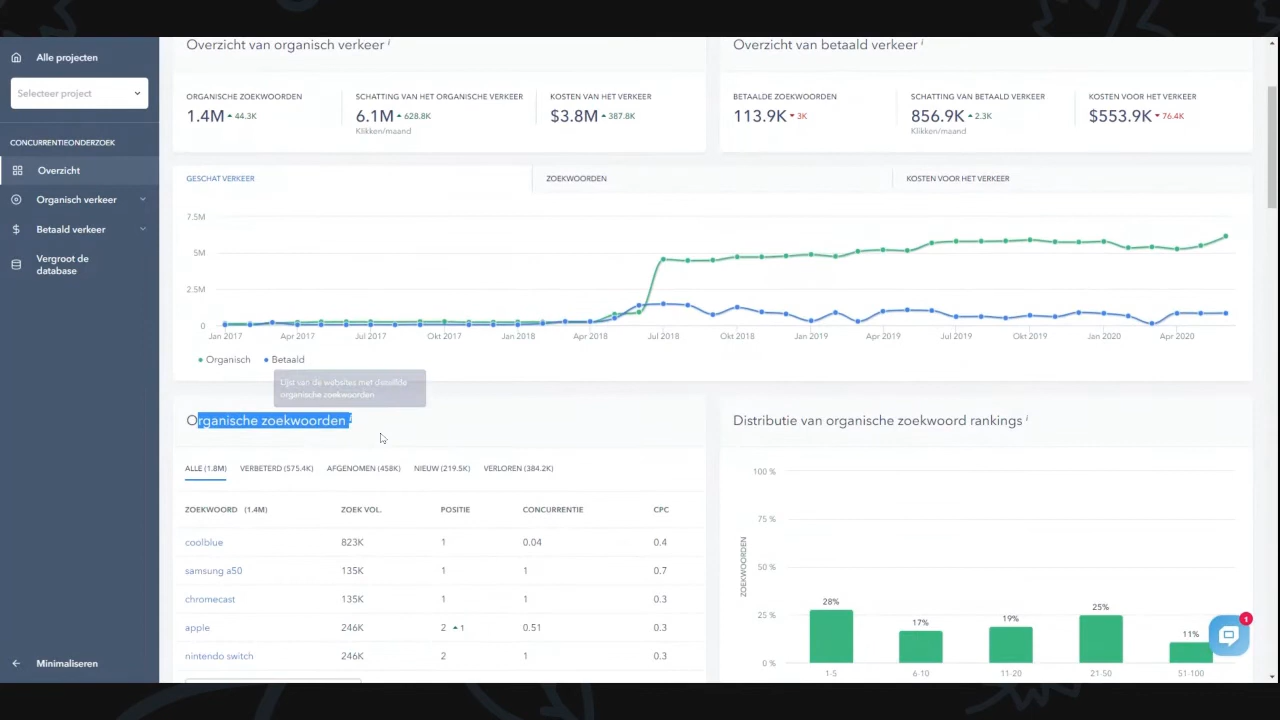 Alle projecten
Selecteer project
CONCURRENTIEONDERZOEK
Overzicht
Organisch verkeer
Betaald verkeer
Vergroot de
database
Minimaliseren
Overzicht van organisch verkeer i
ORGANISCHE ZOEKWOORDEN
1.4M 44.3K
SCHATTING VAN HET ORGANISCHE VERKEER
6.1M 628.8K
Klikken/maand
KOSTEN VAN HET VERKEER
$3.8M 387.8K
Overzicht van betaald verkeer i
BETAALDE ZOEKWOORDEN
113.9K 3K
SCHATTING VAN BETAALD VERKEER
856.9K 2.3K
Klikken/maand
KOSTEN VOOR HET VERKEER
$553.9K 76.4K
GESCHAT VERKEER
ZOEKWOORDEN
KOSTEN VOOR HET VERKEER
7.5M
5M
2.5M
0
Jan 2017 Apr 2017 Jul 2017 Okt 2017 Jan 2018 Apr 2018 Jul 2018 Okt 2018 Jan 2019 Apr 2019 Jul 2019 Okt 2019 Jan 2020 Apr 2020
Organisch Betaald
Lijst van de websites met dezelfde
organische zoekwoorden
Organische zoekwoorden i
ALLE (1.8M) VERBETERD (575.4K) AFGENOMEN (458K) NIEUW (219.5K) VERLOREN (384.2K)
ZOEKWOORD (1.4M) ZOEK VOL. POSITIE CONCURRENTIE CPC
coolblue 823K 1 0.04 0.4
samsung a50 135K 1 1 0.7
chromecast 135K 1 1 0.3
apple 246K 2 1 0.51 0.3
nintendo switch 246K 2 1 0.3
Distributie van organische zoekwoord rankings i
100 %
75 %
50 %
25 %
0 %
ZOEKWOORDEN
28% 17% 19% 25% 11%
1-5 6-10 11-20 21-50 51-100
1